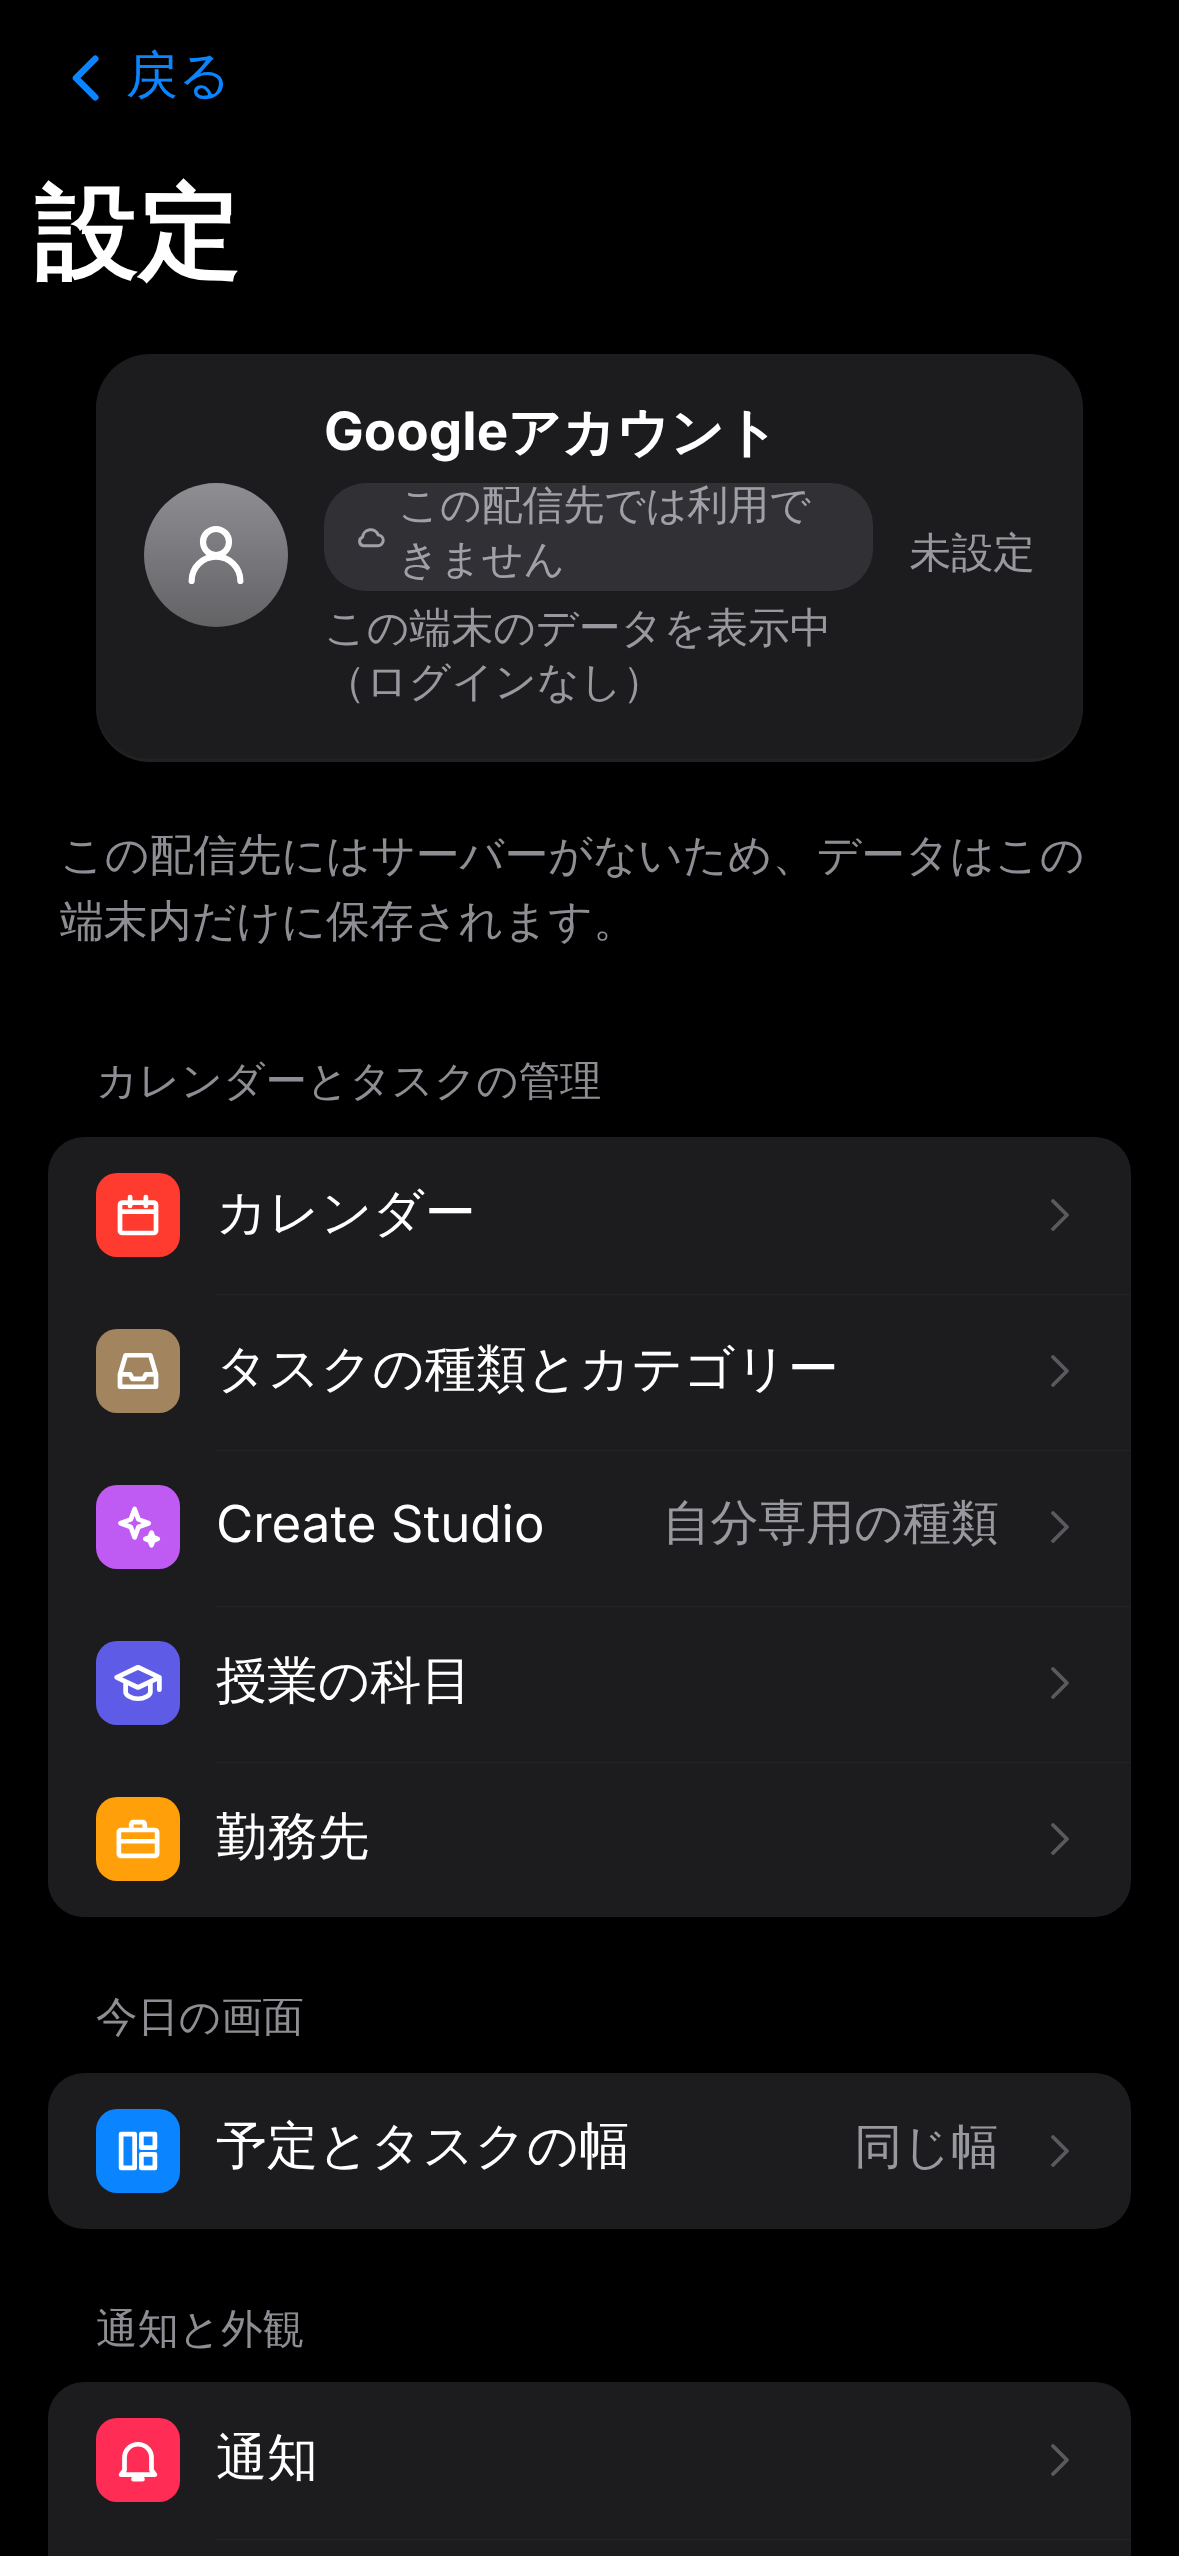 戻る
設定
Googleアカウント
この配信先では利用で
きません
未設定
この端末のデータを表示中
（ログインなし）
この配信先にはサーバーがないため、データはこの
端末内だけに保存されます。
カレンダーとタスクの管理
カレンダー
タスクの種類とカテゴリー
Create Studio 自分専用の種類
授業の科目
勤務先
今日の画面
予定とタスクの幅 同じ幅
通知と外観
通知